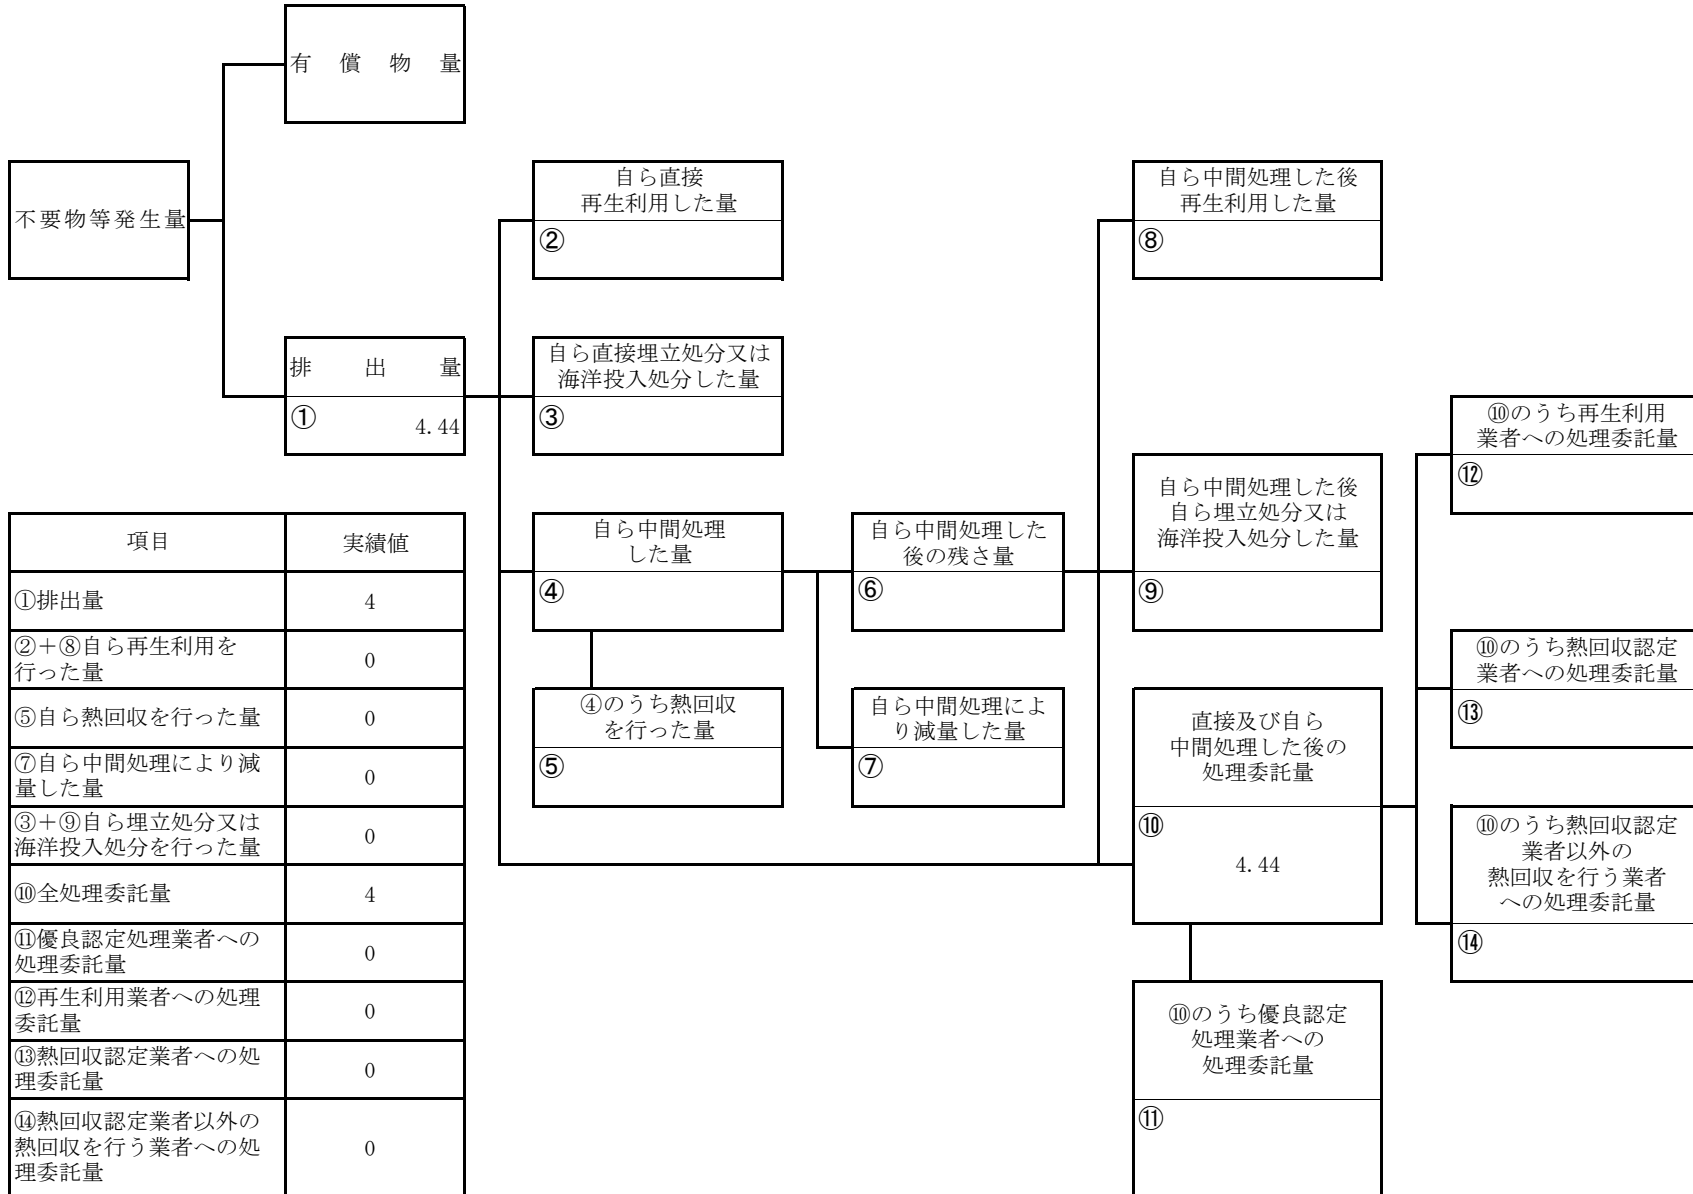 有償物量
不要物等発生量
排出量
①
4.44
自ら直接
再生利用した量
②
自ら直接埋立処分又は
海洋投入処分した量
③
自ら中間処理
した量
④
④のうち熱回収
を行った量
⑤
自ら中間処理した
後の残さ量
⑥
自ら中間処理によ
り減量した量
⑦
自ら中間処理した後
再生利用した量
⑧
自ら中間処理した後
自ら埋立処分又は
海洋投入処分した量
⑨
直接及び自ら
中間処理した後の
処理委託量
⑩
4.44
⑩のうち優良認定
処理業者への
処理委託量
⑪
⑩のうち再生利用
業者への処理委託量
⑫
⑩のうち熱回収認定
業者への処理委託量
⑬
⑩のうち熱回収認定
業者以外の
熱回収を行う業者
への処理委託量
⑭
項目 実績値
①排出量 4
②+⑧自ら再生利用を
行った量 0
⑤自ら熱回収を行った量 0
⑦自ら中間処理により減
量した量 0
③+⑨自ら埋立処分又は
海洋投入処分を行った量 0
⑩全処理委託量 4
⑪優良認定処理業者への
処理委託量 0
⑫再生利用業者への処理
委託量 0
⑬熱回収認定業者への処
理委託量 0
⑭熱回収認定業者以外の
熱回収を行う業者への処 0
理委託量